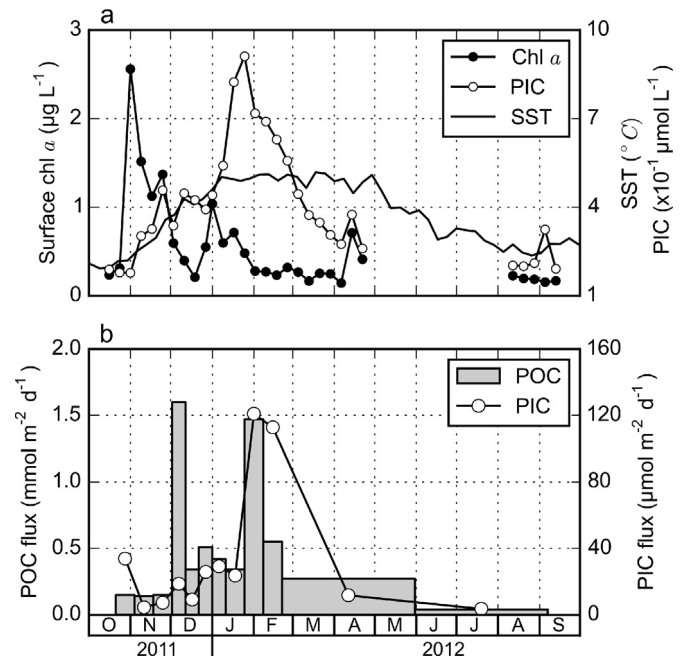 a
3
2
1
0
Surface chl a (μg L⁻¹)
Chl a
PIC
SST
10
7
4
1
SST (°C)
PIC (x10⁻¹ μmol L⁻¹)
b
2.0
1.5
1.0
0.5
0.0
POC flux (mmol m⁻² d⁻¹)
POC
PIC
160
120
80
40
0
PIC flux (μmol m⁻² d⁻¹)
O N D J F M A M J J A S
2011 2012